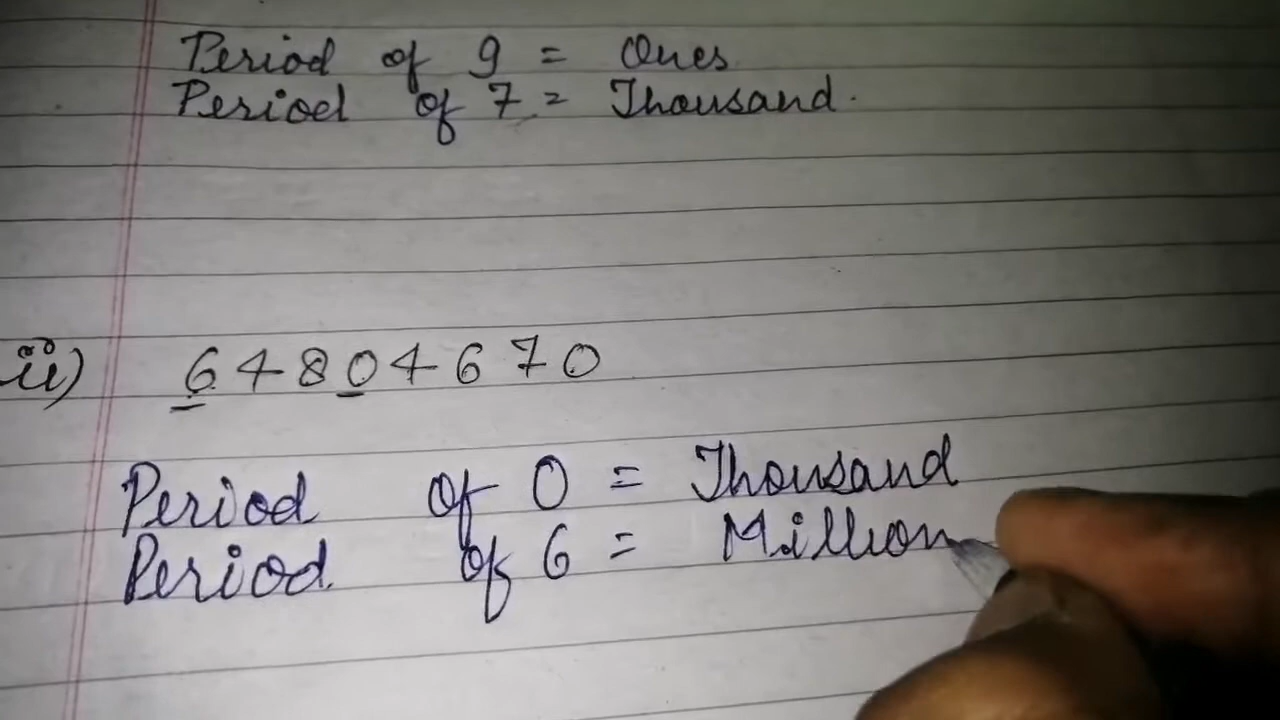 Period of 9 = Ones
Period of 7 = Thousand.
ii) 64804670
Period of 0 = Thousand
Period. of 6 = Million